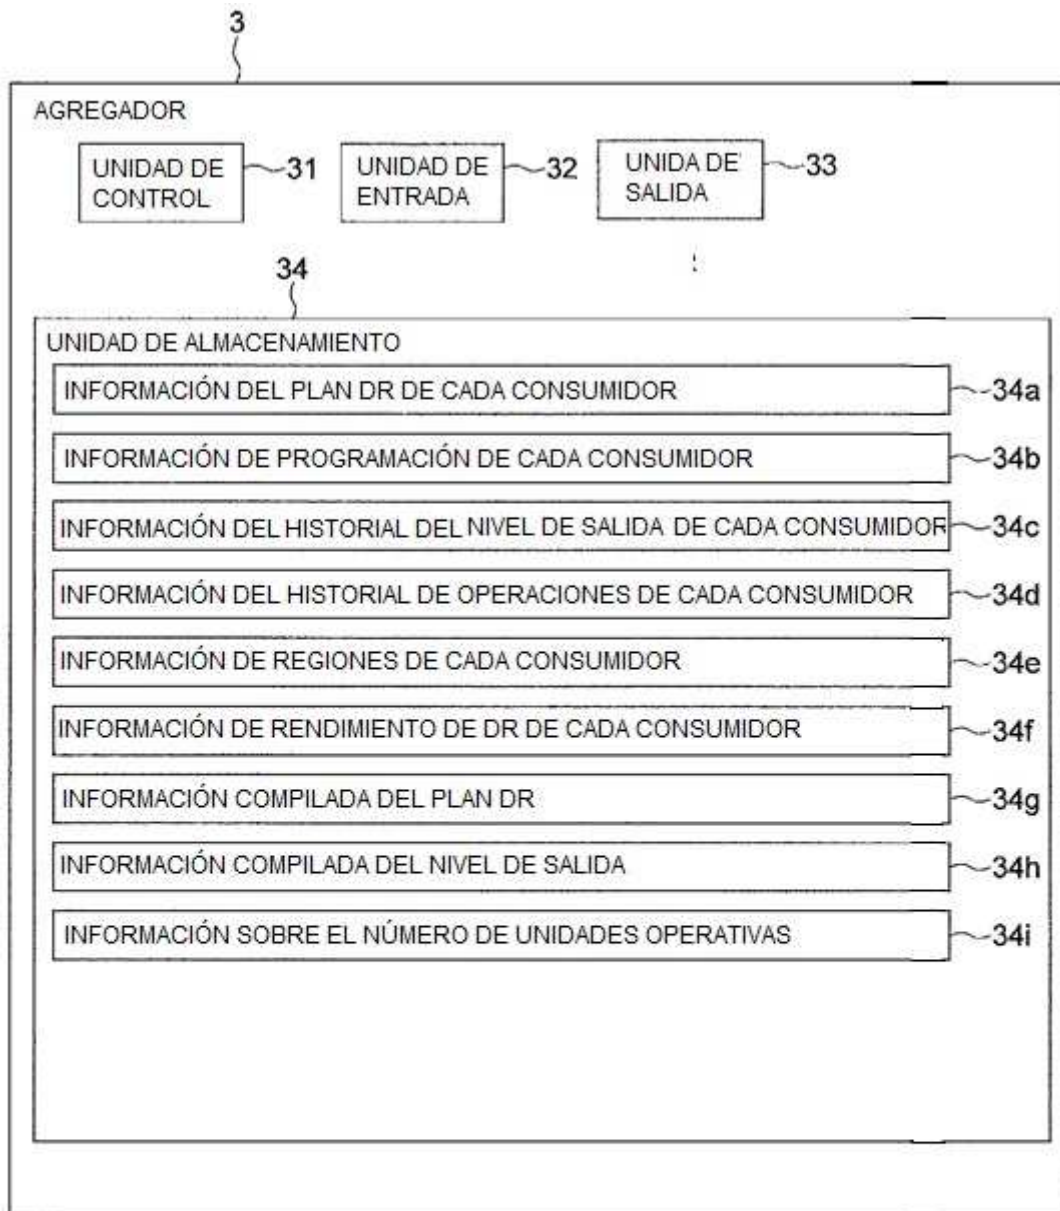 3
AGREGADOR
UNIDAD DE
CONTROL
31
UNIDAD DE
ENTRADA
32
UNIDA DE
SALIDA
33
34
UNIDAD DE ALMACENAMIENTO
INFORMACIÓN DEL PLAN DR DE CADA CONSUMIDOR
34a
INFORMACIÓN DE PROGRAMACIÓN DE CADA CONSUMIDOR
34b
INFORMACIÓN DEL HISTORIAL DEL NIVEL DE SALIDA DE CADA CONSUMIDOR
34c
INFORMACIÓN DEL HISTORIAL DE OPERACIONES DE CADA CONSUMIDOR
34d
INFORMACIÓN DE REGIONES DE CADA CONSUMIDOR
34e
INFORMACIÓN DE RENDIMIENTO DE DR DE CADA CONSUMIDOR
34f
INFORMACIÓN COMPILADA DEL PLAN DR
34g
INFORMACIÓN COMPILADA DEL NIVEL DE SALIDA
34h
INFORMACIÓN SOBRE EL NÚMERO DE UNIDADES OPERATIVAS
34i